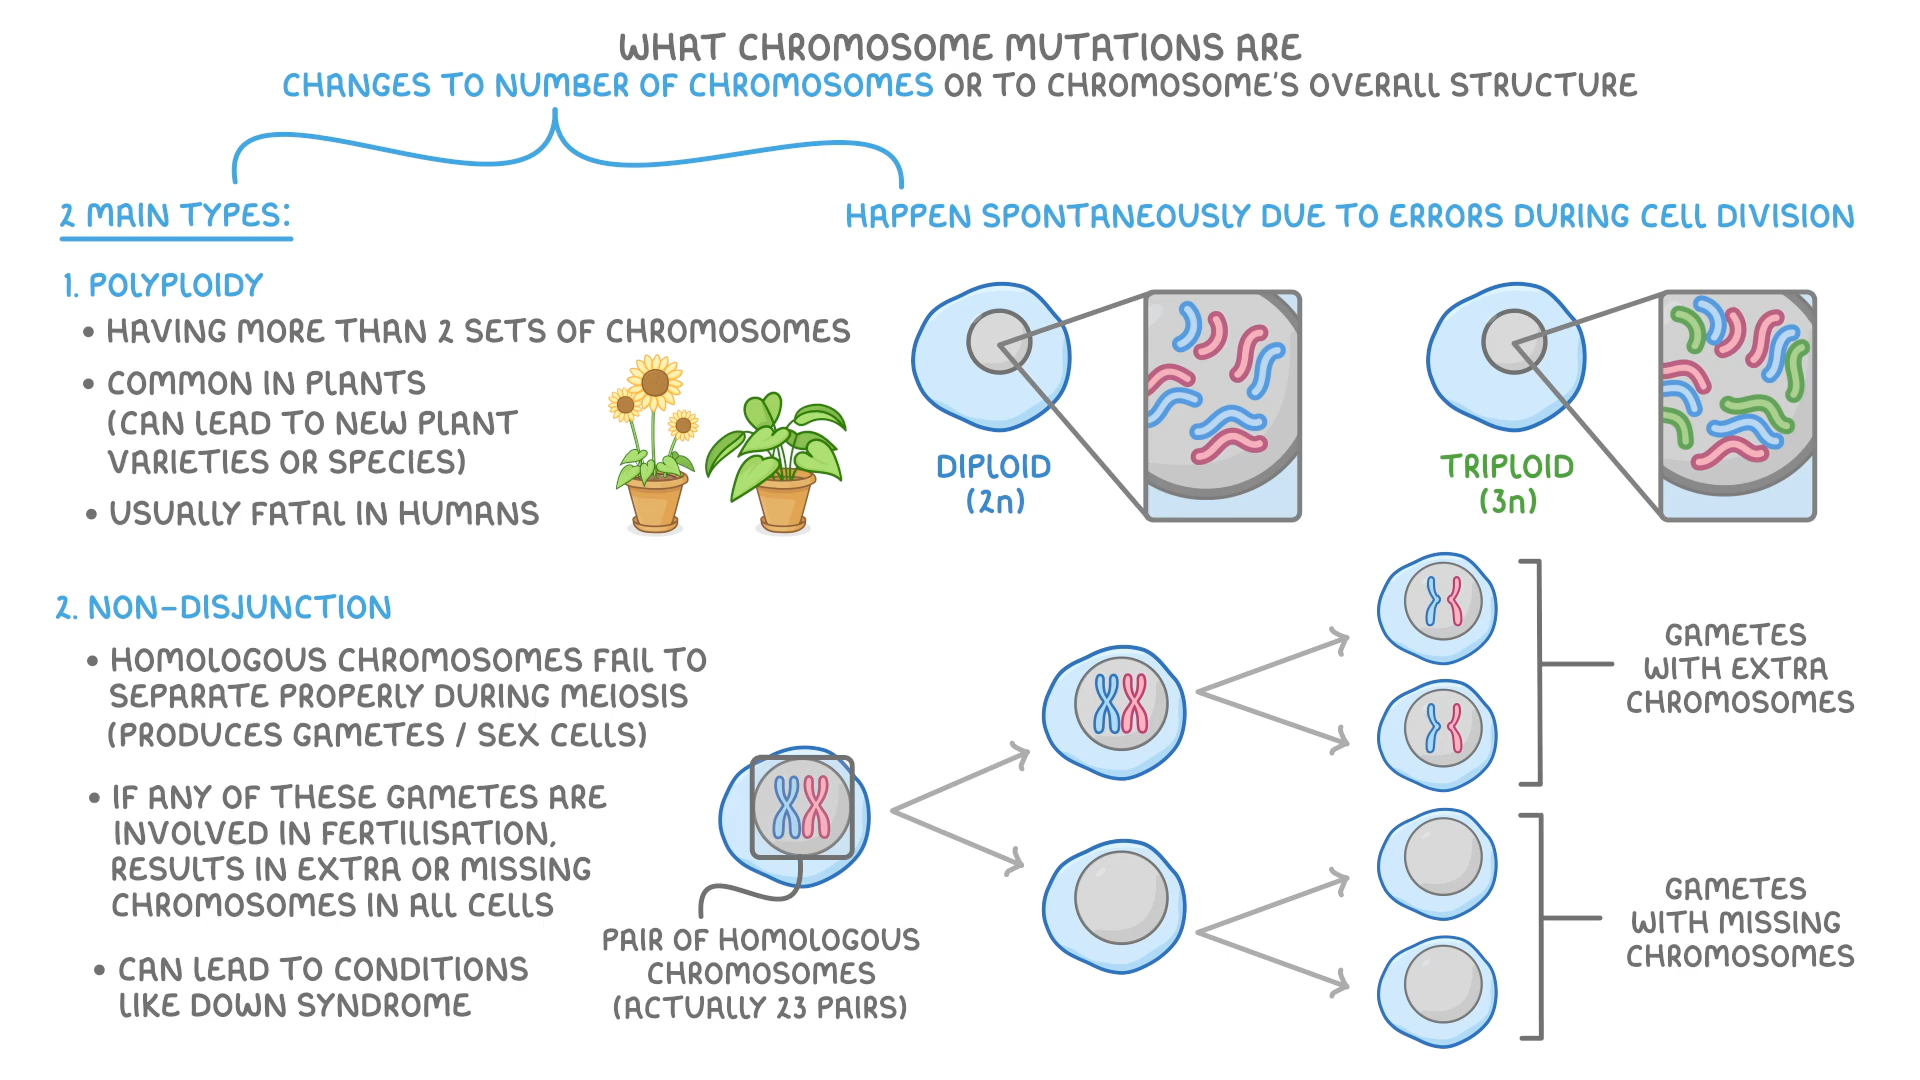 WHAT CHROMOSOME MUTATIONS ARE
CHANGES TO NUMBER OF CHROMOSOMES OR TO CHROMOSOME'S OVERALL STRUCTURE
2 MAIN TYPES:
HAPPEN SPONTANEOUSLY DUE TO ERRORS DURING CELL DIVISION
1. POLYPLOIDY
• HAVING MORE THAN 2 SETS OF CHROMOSOMES
• COMMON IN PLANTS
(CAN LEAD TO NEW PLANT
VARIETIES OR SPECIES)
• USUALLY FATAL IN HUMANS
DIPLOID
(2n)
TRIPLOID
(3n)
2. NON-DISJUNCTION
• HOMOLOGOUS CHROMOSOMES FAIL TO
SEPARATE PROPERLY DURING MEIOSIS
(PRODUCES GAMETES / SEX CELLS)
• IF ANY OF THESE GAMETES ARE
INVOLVED IN FERTILISATION,
RESULTS IN EXTRA OR MISSING
CHROMOSOMES IN ALL CELLS
• CAN LEAD TO CONDITIONS
LIKE DOWN SYNDROME
PAIR OF HOMOLOGOUS
CHROMOSOMES
(ACTUALLY 23 PAIRS)
GAMETES
WITH EXTRA
CHROMOSOMES
GAMETES
WITH MISSING
CHROMOSOMES